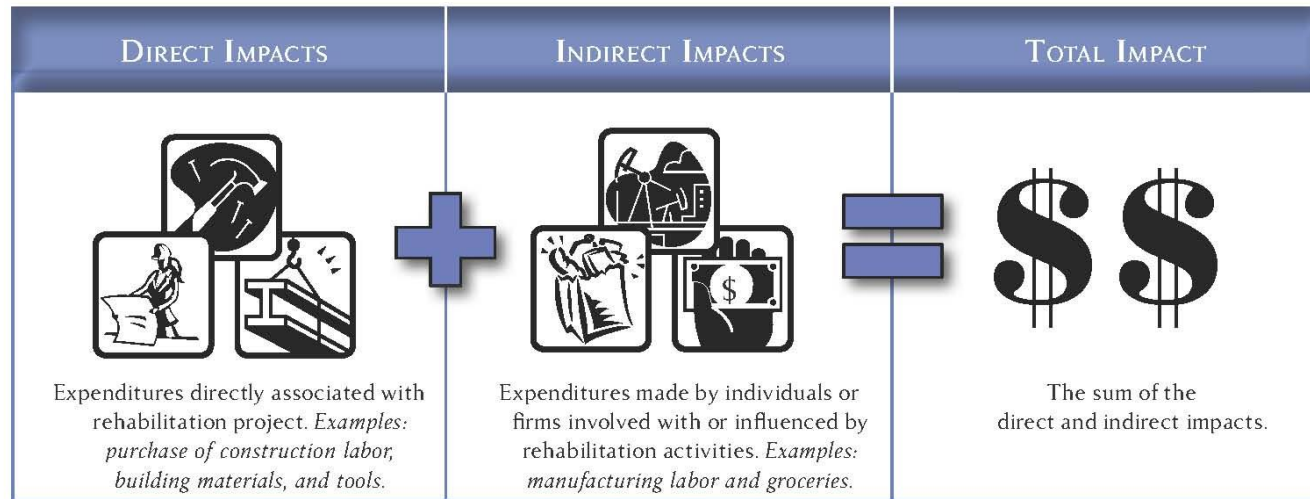 DIRECT IMPACTS
INDIRECT IMPACTS
TOTAL IMPACT
$
$ $
Expenditures directly associated with
rehabilitation project. Examples:
purchase of construction labor,
building materials, and tools.
Expenditures made by individuals or
firms involved with or influenced by
rehabilitation activities. Examples:
manufacturing labor and groceries.
The sum of the
direct and indirect impacts.